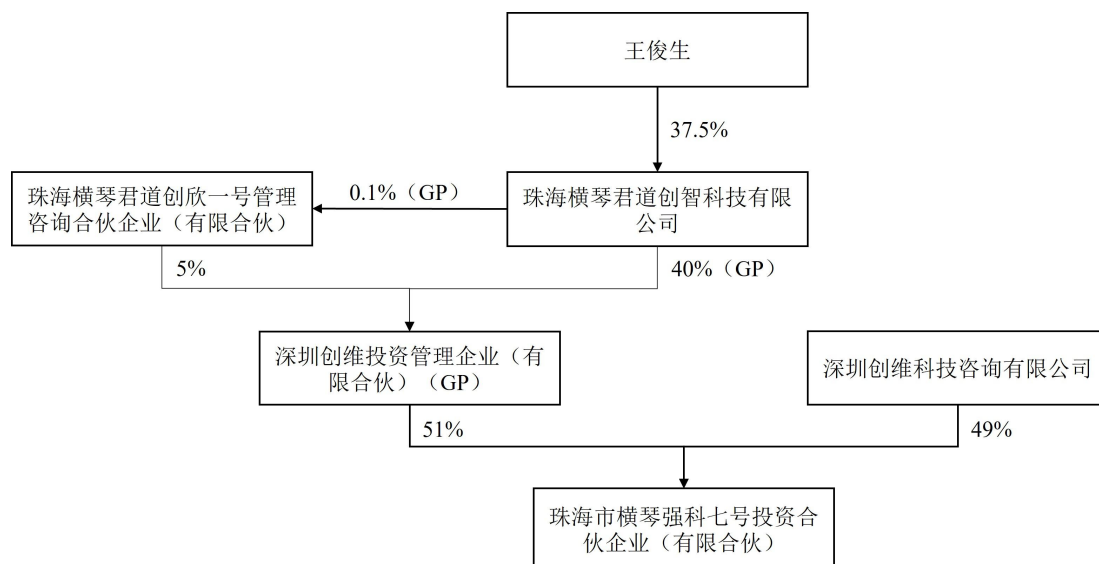 王俊生
37.5%
珠海横琴君道创欣一号管理
咨询合伙企业（有限合伙）
0.1%（GP）
珠海横琴君道创智科技有限
公司
5%
40%（GP）
深圳创维投资管理企业（有
限合伙）（GP）
深圳创维科技咨询有限公司
51%
49%
珠海市横琴强科七号投资合
伙企业（有限合伙）